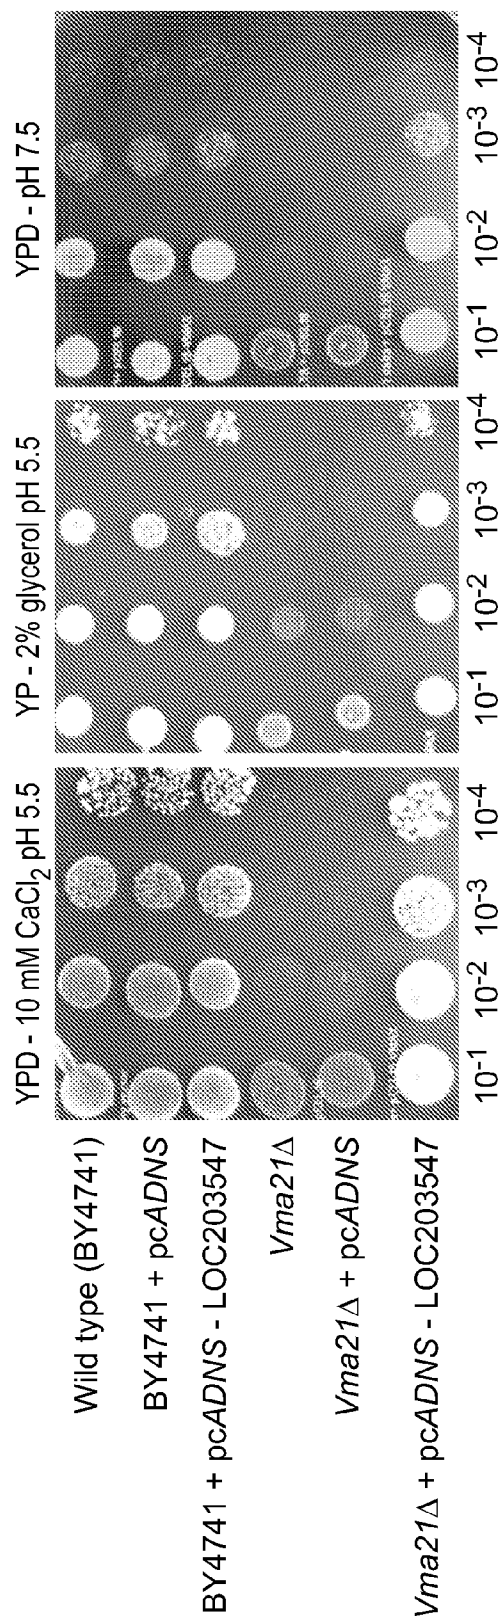 YPD - 10 mM CaCl2 pH 5.5
YP - 2% glycerol pH 5.5
YPD - pH 7.5
Wild type (BY4741)
BY4741 + pcADNS
BY4741 + pcADNS - LOC203547
Vma21Δ
Vma21Δ + pcADNS
Vma21Δ + pcADNS - LOC203547
10-1 10-2 10-3 10-4 10-1 10-2 10-3 10-4 10-1 10-2 10-3 10-4